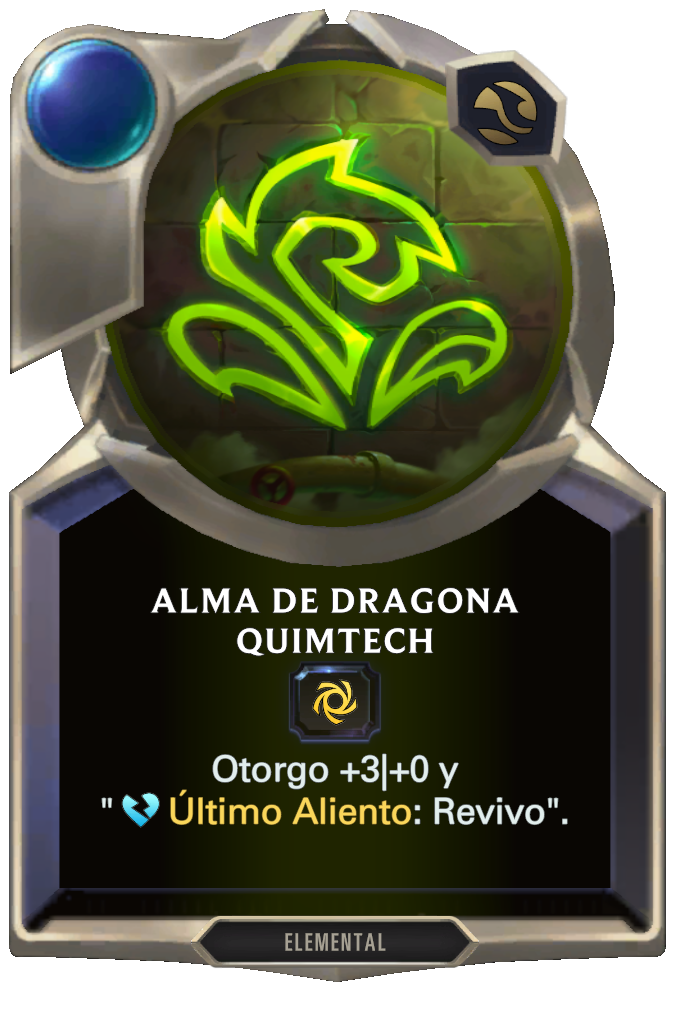 ALMA DE DRAGONA
QUIMTECH
Otorgo +3|+0 y
" Último Aliento: Revivo".
ELEMENTAL